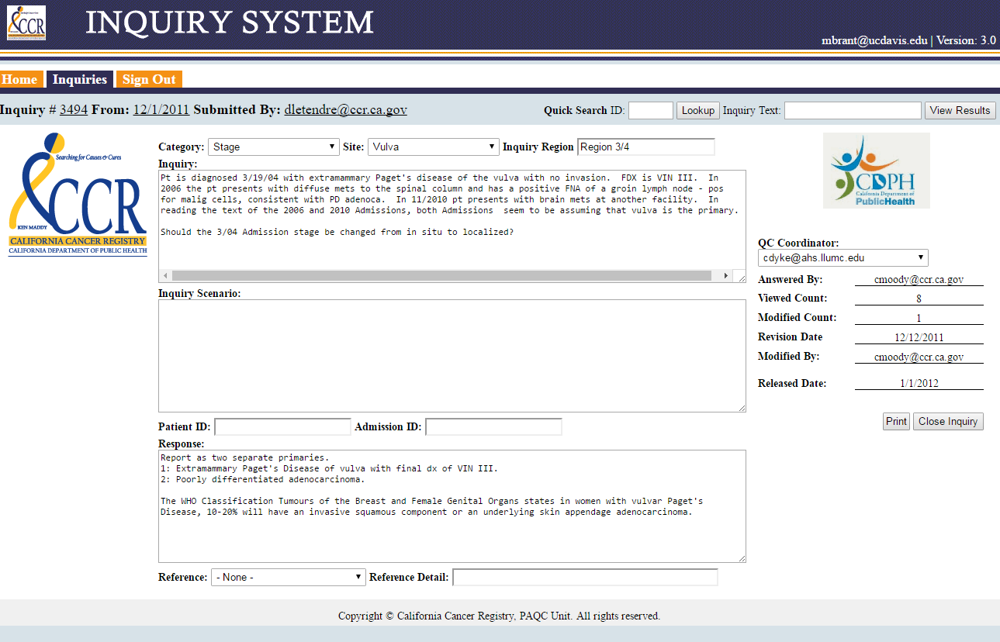 CCR
INQUIRY SYSTEM
mbrant@ucdavis.edu | Version: 3.0
Home Inquiries Sign Out
Inquiry # 3494 From: 12/1/2011 Submitted By: dletendre@ccr.ca.gov Quick Search ID: Lookup Inquiry Text: View Results
Searching for Causes & Cures
CCR
KEN MADDY
CALIFORNIA CANCER REGISTRY
CALIFORNIA DEPARTMENT OF PUBLIC HEALTH
Category: Stage Site: Vulva Inquiry Region Region 3/4
Inquiry:
Pt is diagnosed 3/19/04 with extramammary Paget's disease of the vulva with no invasion.  FDX is VIN III.  In
2006 the pt presents with diffuse mets to the spinal column and has a positive FNA of a groin lymph node - pos
for malig cells, consistent with PD adenoca.  In 11/2010 pt presents with brain mets at another facility.  In
reading the text of the 2006 and 2010 Admissions, both Admissions  seem to be assuming that vulva is the primary.
Should the 3/04 Admission stage be changed from in situ to localized?
Inquiry Scenario:
Patient ID: Admission ID:
Response:
Report as two separate primaries.
1: Extramammary Paget's Disease of vulva with final dx of VIN III.
2: Poorly differentiated adenocarcinoma.
The WHO Classification Tumours of the Breast and Female Genital Organs states in women with vulvar Paget's
Disease, 10-20% will have an invasive squamous component or an underlying skin appendage adenocarcinoma.
Reference: - None - Reference Detail:
CDPH
California Department of
PublicHealth
QC Coordinator:
cdyke@ahs.llumc.edu
Answered By: cmoody@ccr.ca.gov
Viewed Count: 8
Modified Count: 1
Revision Date 12/12/2011
Modified By: cmoody@ccr.ca.gov
Released Date: 1/1/2012
Print Close Inquiry
Copyright © California Cancer Registry, PAQC Unit. All rights reserved.